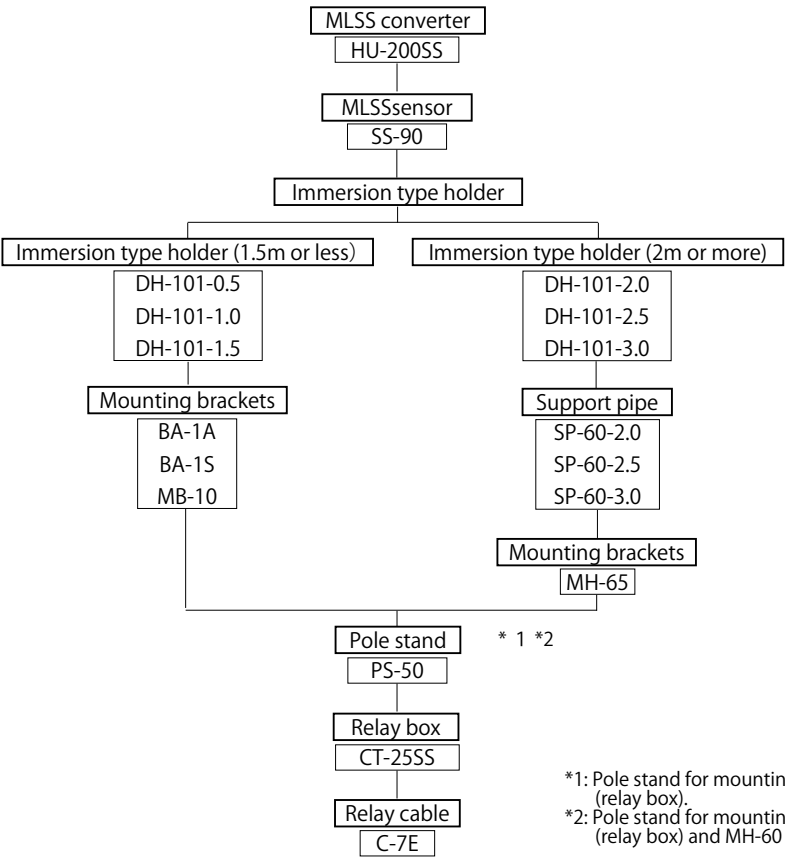 MLSS converter
HU-200SS
MLSSsensor
SS-90
Immersion type holder
Immersion type holder (1.5m or less)
DH-101-0.5
DH-101-1.0
DH-101-1.5
Mounting brackets
BA-1A
BA-1S
MB-10
Immersion type holder (2m or more)
DH-101-2.0
DH-101-2.5
DH-101-3.0
Support pipe
SP-60-2.0
SP-60-2.5
SP-60-3.0
Mounting brackets
MH-65
Pole stand
* 1 *2
PS-50
Relay box
CT-25SS
Relay cable
C-7E
*1: Pole stand for mountin
(relay box).
*2: Pole stand for mountin
(relay box) and MH-60